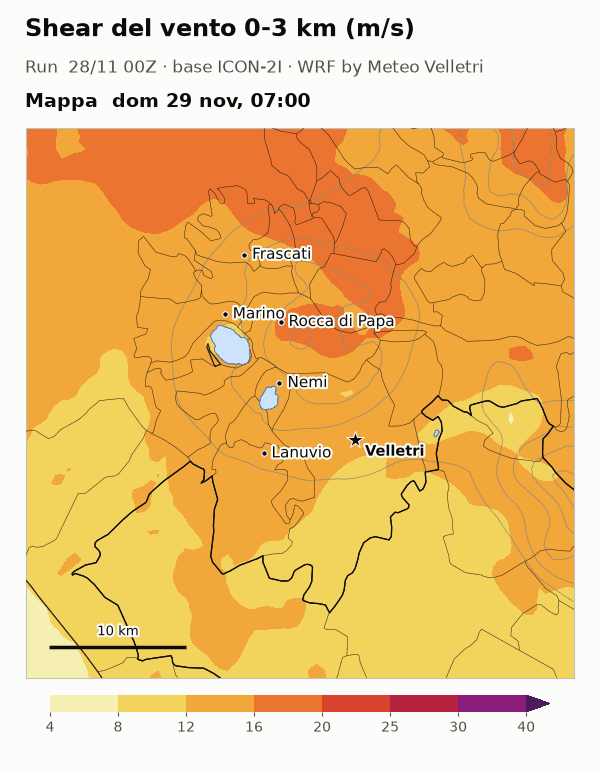 Shear del vento 0-3 km (m/s)
Run  28/11 00Z · base ICON-2I · WRF by Meteo Velletri
Mappa  dom 29 nov, 07:00
Frascati
Marino
Rocca di Papa
Nemi
Velletri
Lanuvio
10 km
4 8 12 16 20 25 30 40